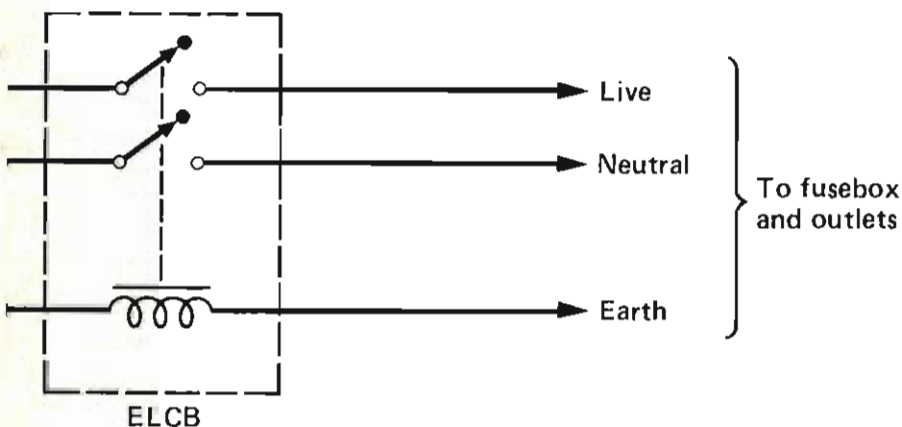 Live
Neutral
To fusebox
and outlets
Earth
ELCB